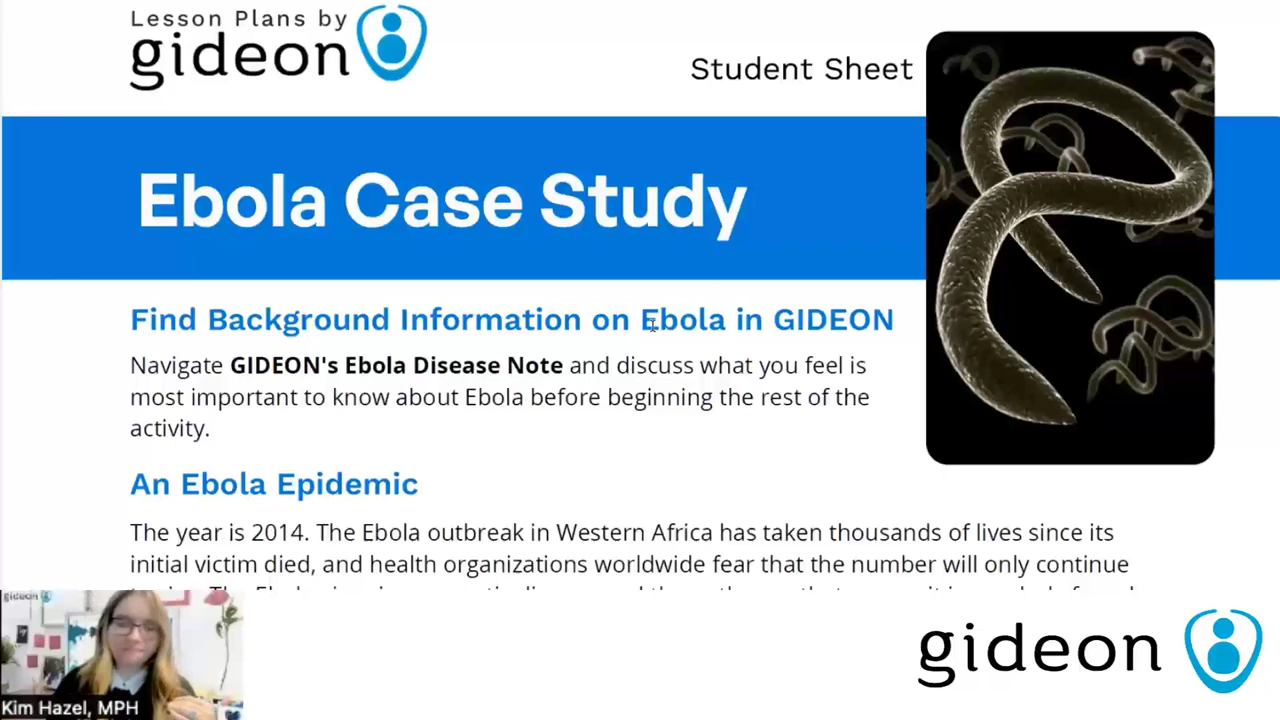 Lesson Plans by
gideon
Student Sheet
Ebola Case Study
Find Background Information on Ebola in GIDEON
Navigate GIDEON's Ebola Disease Note and discuss what you feel is
most important to know about Ebola before beginning the rest of the
activity.
An Ebola Epidemic
The year is 2014. The Ebola outbreak in Western Africa has taken thousands of lives since its
initial victim died, and health organizations worldwide fear that the number will only continue
gideon
Kim Hazel, MPH
gideon